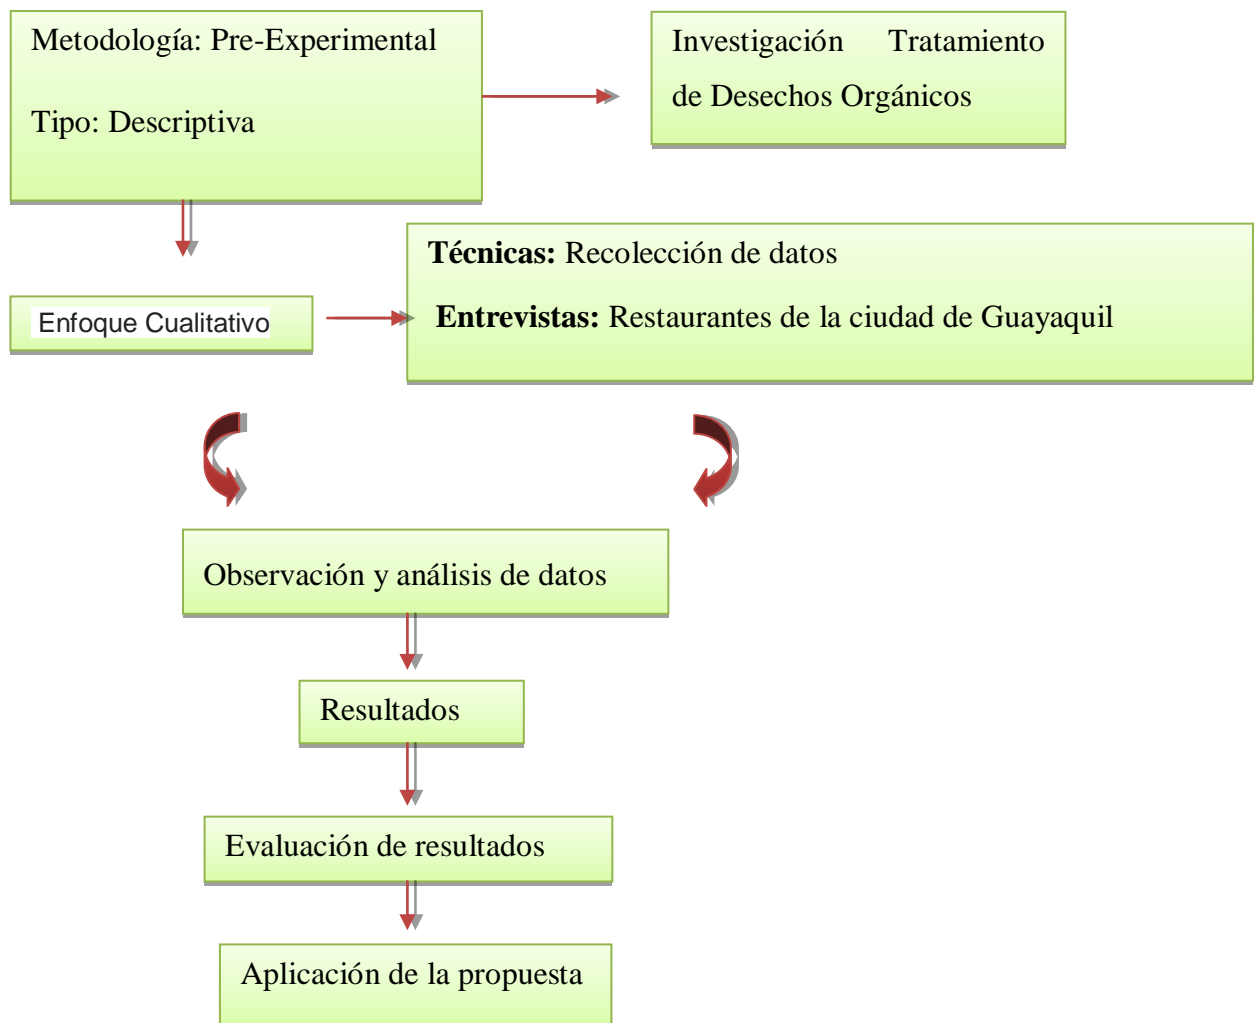 Metodología: Pre-Experimental
Tipo: Descriptiva
Investigación Tratamiento
de Desechos Orgánicos
Técnicas: Recolección de datos
Entrevistas: Restaurantes de la ciudad de Guayaquil
Enfoque Cualitativo
Observación y análisis de datos
Resultados
Evaluación de resultados
Aplicación de la propuesta